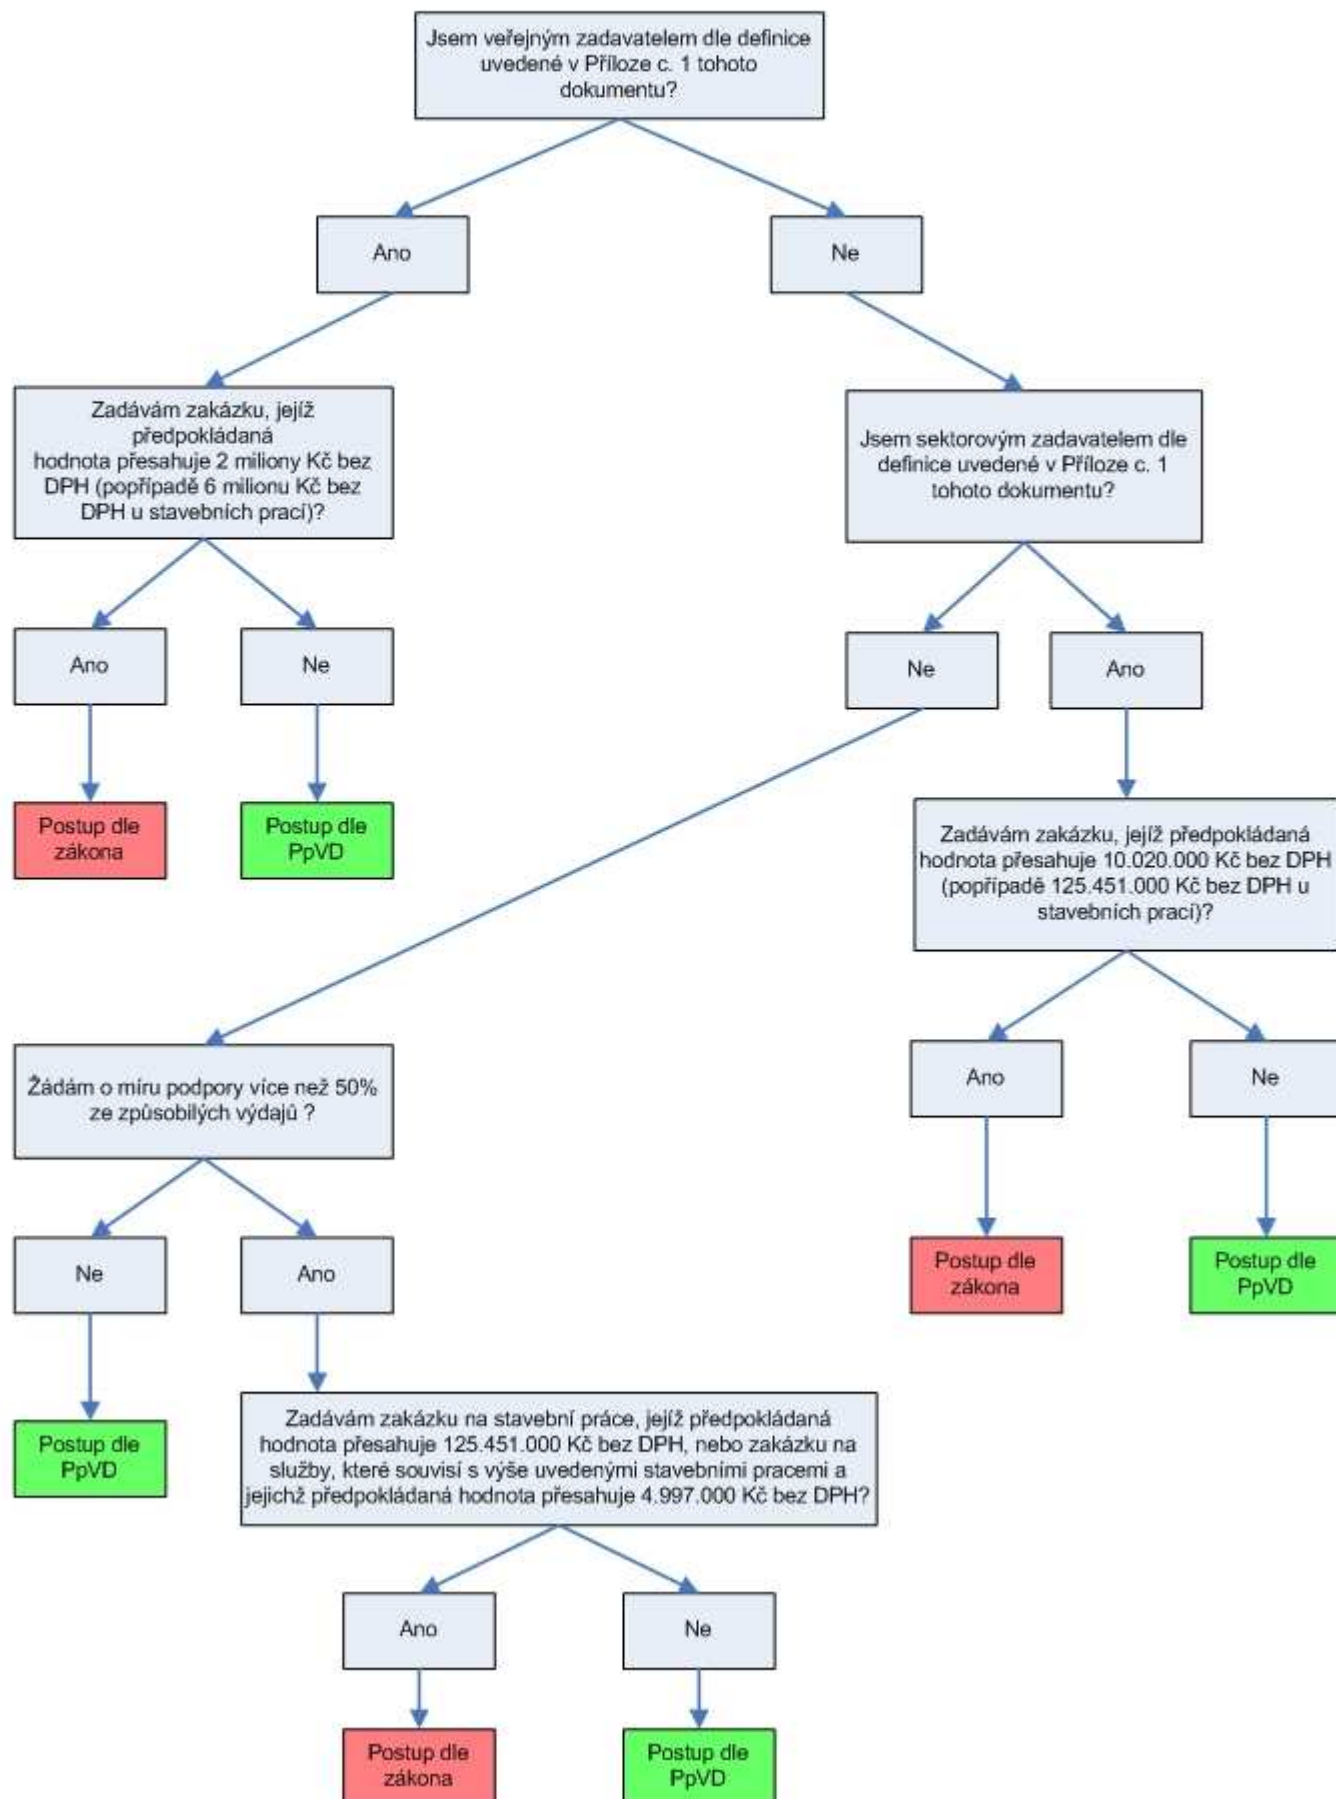 Jsem veřejným zadavatelem dle definice
uvedené v Příloze c. 1 tohoto
dokumentu?
Ano
Ne
Zadávám zakázku, jejíž
předpokládaná
hodnota přesahuje 2 miliony Kč bez
DPH (popřípadě 6 milionu Kč bez
DPH u stavebních prací)?
Jsem sektorovým zadavatelem dle
definice uvedené v Příloze c. 1
tohoto dokumentu?
Ano
Ne
Ne
Ano
Postup dle
zákona
Postup dle
PpVD
Zadávám zakázku, jejíž předpokládaná
hodnota přesahuje 10.020.000 Kč bez DPH
(popřípadě 125.451.000 Kč bez DPH u
stavebních prací)?
Žádám o míru podpory více než 50%
ze způsobilých výdajů ?
Ano
Ne
Ne
Ano
Postup dle
zákona
Postup dle
PpVD
Postup dle
PpVD
Zadávám zakázku na stavební práce, jejíž předpokládaná
hodnota přesahuje 125.451.000 Kč bez DPH, nebo zakázku na
služby, které souvisí s výše uvedenými stavebními pracemi a
jejichž předpokládaná hodnota přesahuje 4.997.000 Kč bez DPH?
Ano
Ne
Postup dle
zákona
Postup dle
PpVD